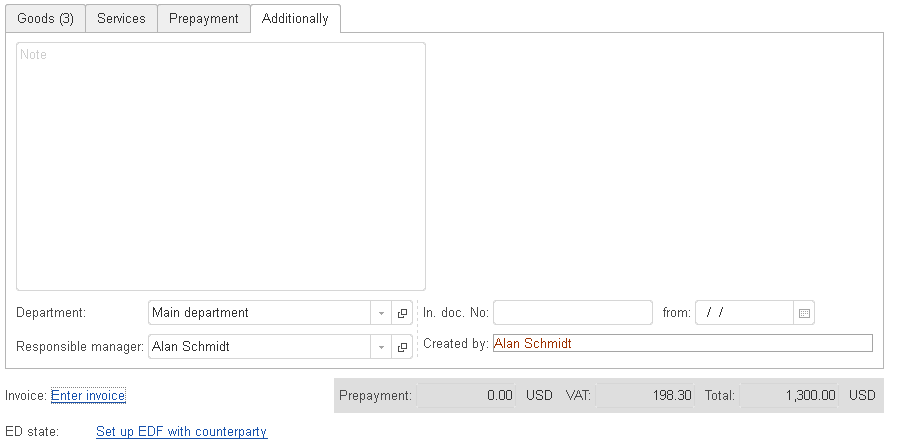 Goods (3) Services Prepayment Additionally
Note
Department: Main department In. doc. No: from: / /
Responsible manager: Alan Schmidt Created by: Alan Schmidt
Invoice: Enter invoice Prepayment: 0.00 USD VAT: 198.30 Total: 1,300.00 USD
ED state: Set up EDF with counterparty